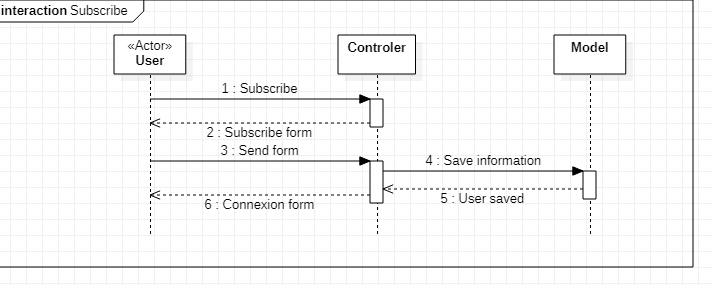 interaction Subscribe
«Actor»
User
Controler
Model
1 : Subscribe
2 : Subscribe form
3 : Send form
4 : Save information
5 : User saved
6 : Connexion form